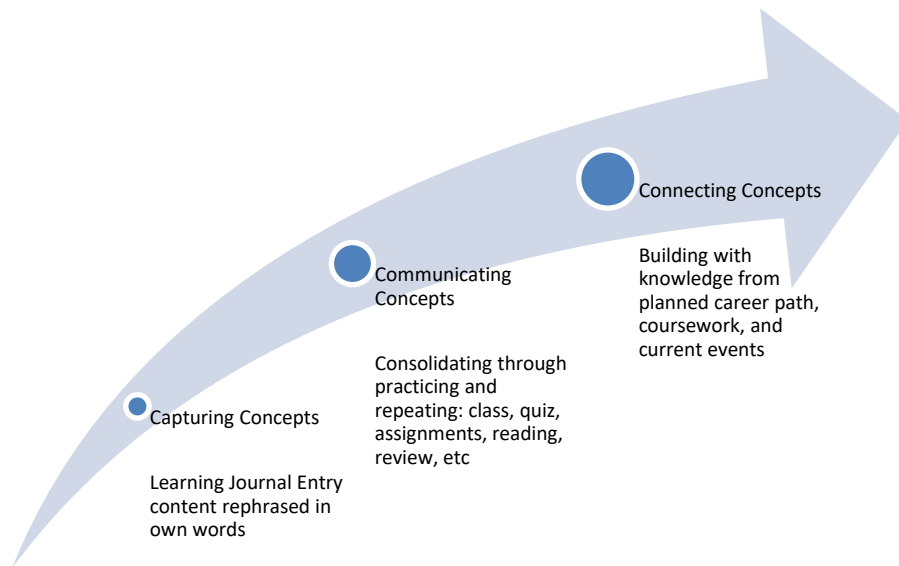 Capturing Concepts
Learning Journal Entry
content rephrased in
own words
Communicating
Concepts
Consolidating through
practicing and
repeating: class, quiz,
assignments, reading,
review, etc
Connecting Concepts
Building with
knowledge from
planned career path,
coursework, and
current events